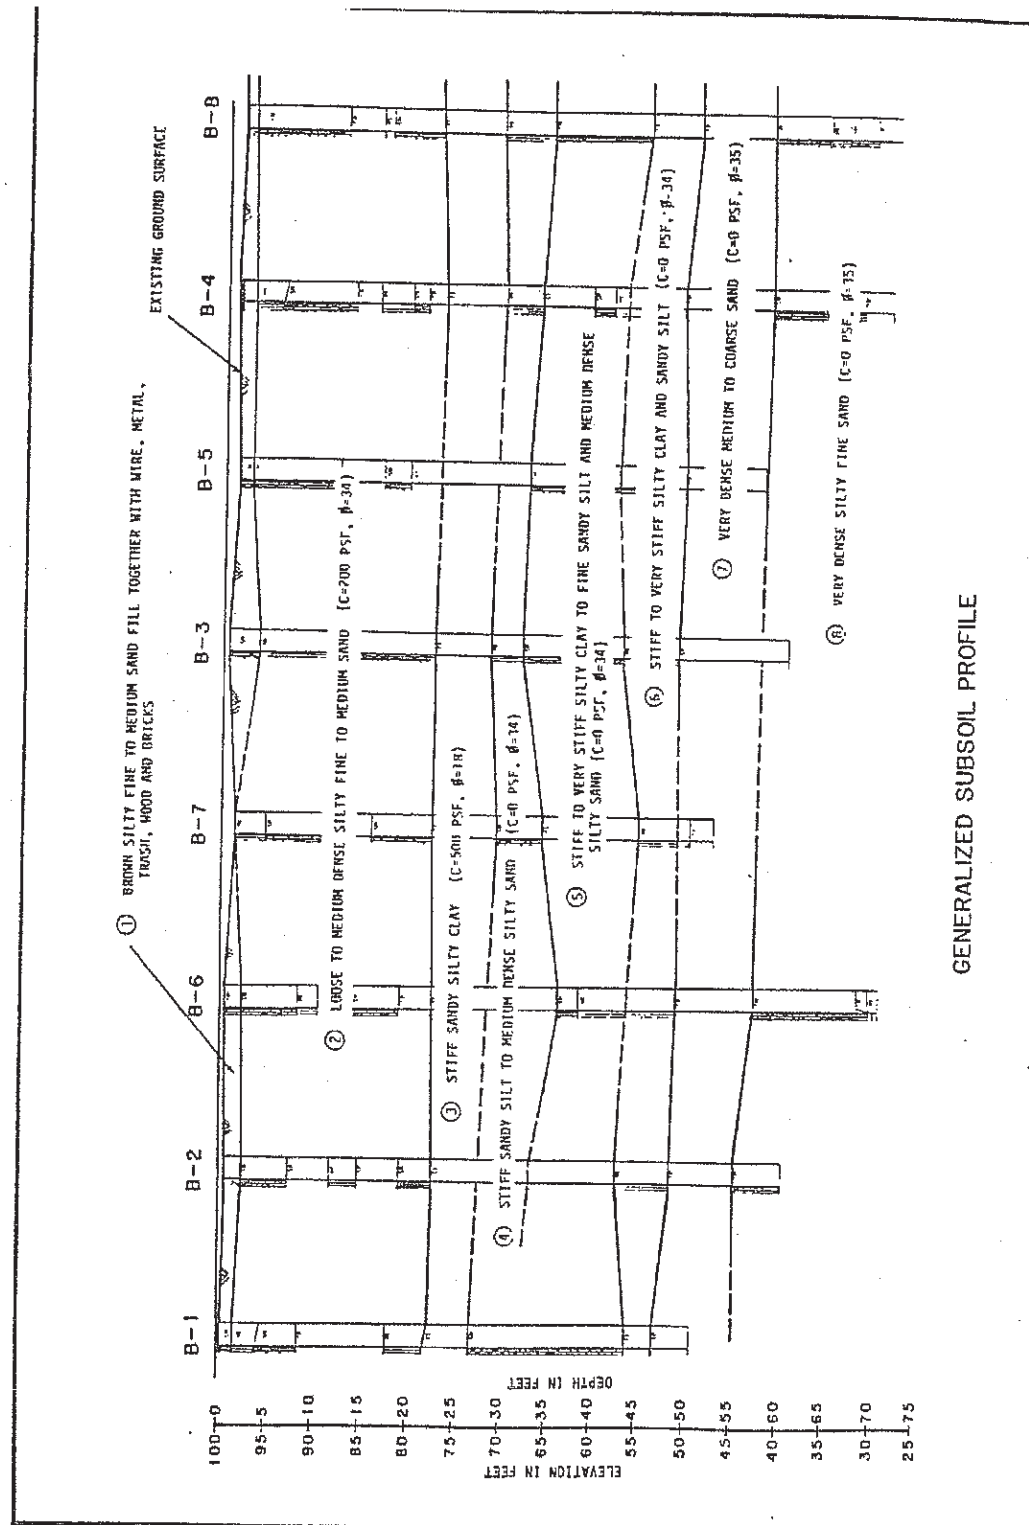 B-1
B-2
B-6
B-7
B-3
B-5
B-4
B-8
EXISTING GROUND SURFACE
① BROWN SILTY FINE TO MEDIUM SAND FILL TOGETHER WITH WIRE, METAL,
TRASH, WOOD AND BRICKS
② LOOSE TO MEDIUM DENSE SILTY FINE TO MEDIUM SAND (C=200 PSF, Ø=34)
③ STIFF SANDY SILTY CLAY (C=500 PSF, Ø=18)
④ STIFF SANDY SILT TO MEDIUM DENSE SILTY SAND (C=0 PSF, Ø=34)
⑤ STIFF TO VERY STIFF SILTY CLAY TO FINE SANDY SILT AND MEDIUM DENSE
SILTY SAND (C=0 PSF, Ø=34)
⑥ STIFF TO VERY STIFF SILTY CLAY AND SANDY SILT (C=0 PSF, Ø-34)
⑦ VERY DENSE MEDIUM TO COARSE SAND (C=0 PSF, Ø=35)
⑧ VERY DENSE SILTY FINE SAND (C=0 PSF, Ø=35)
DEPTH IN FEET
ELEVATION IN FEET
100-0
95-5
90-10
85-15
80-20
75-25
70-30
65-35
60-40
55-45
50-50
45-55
40-60
35-65
30-70
25-75
GENERALIZED SUBSOIL PROFILE